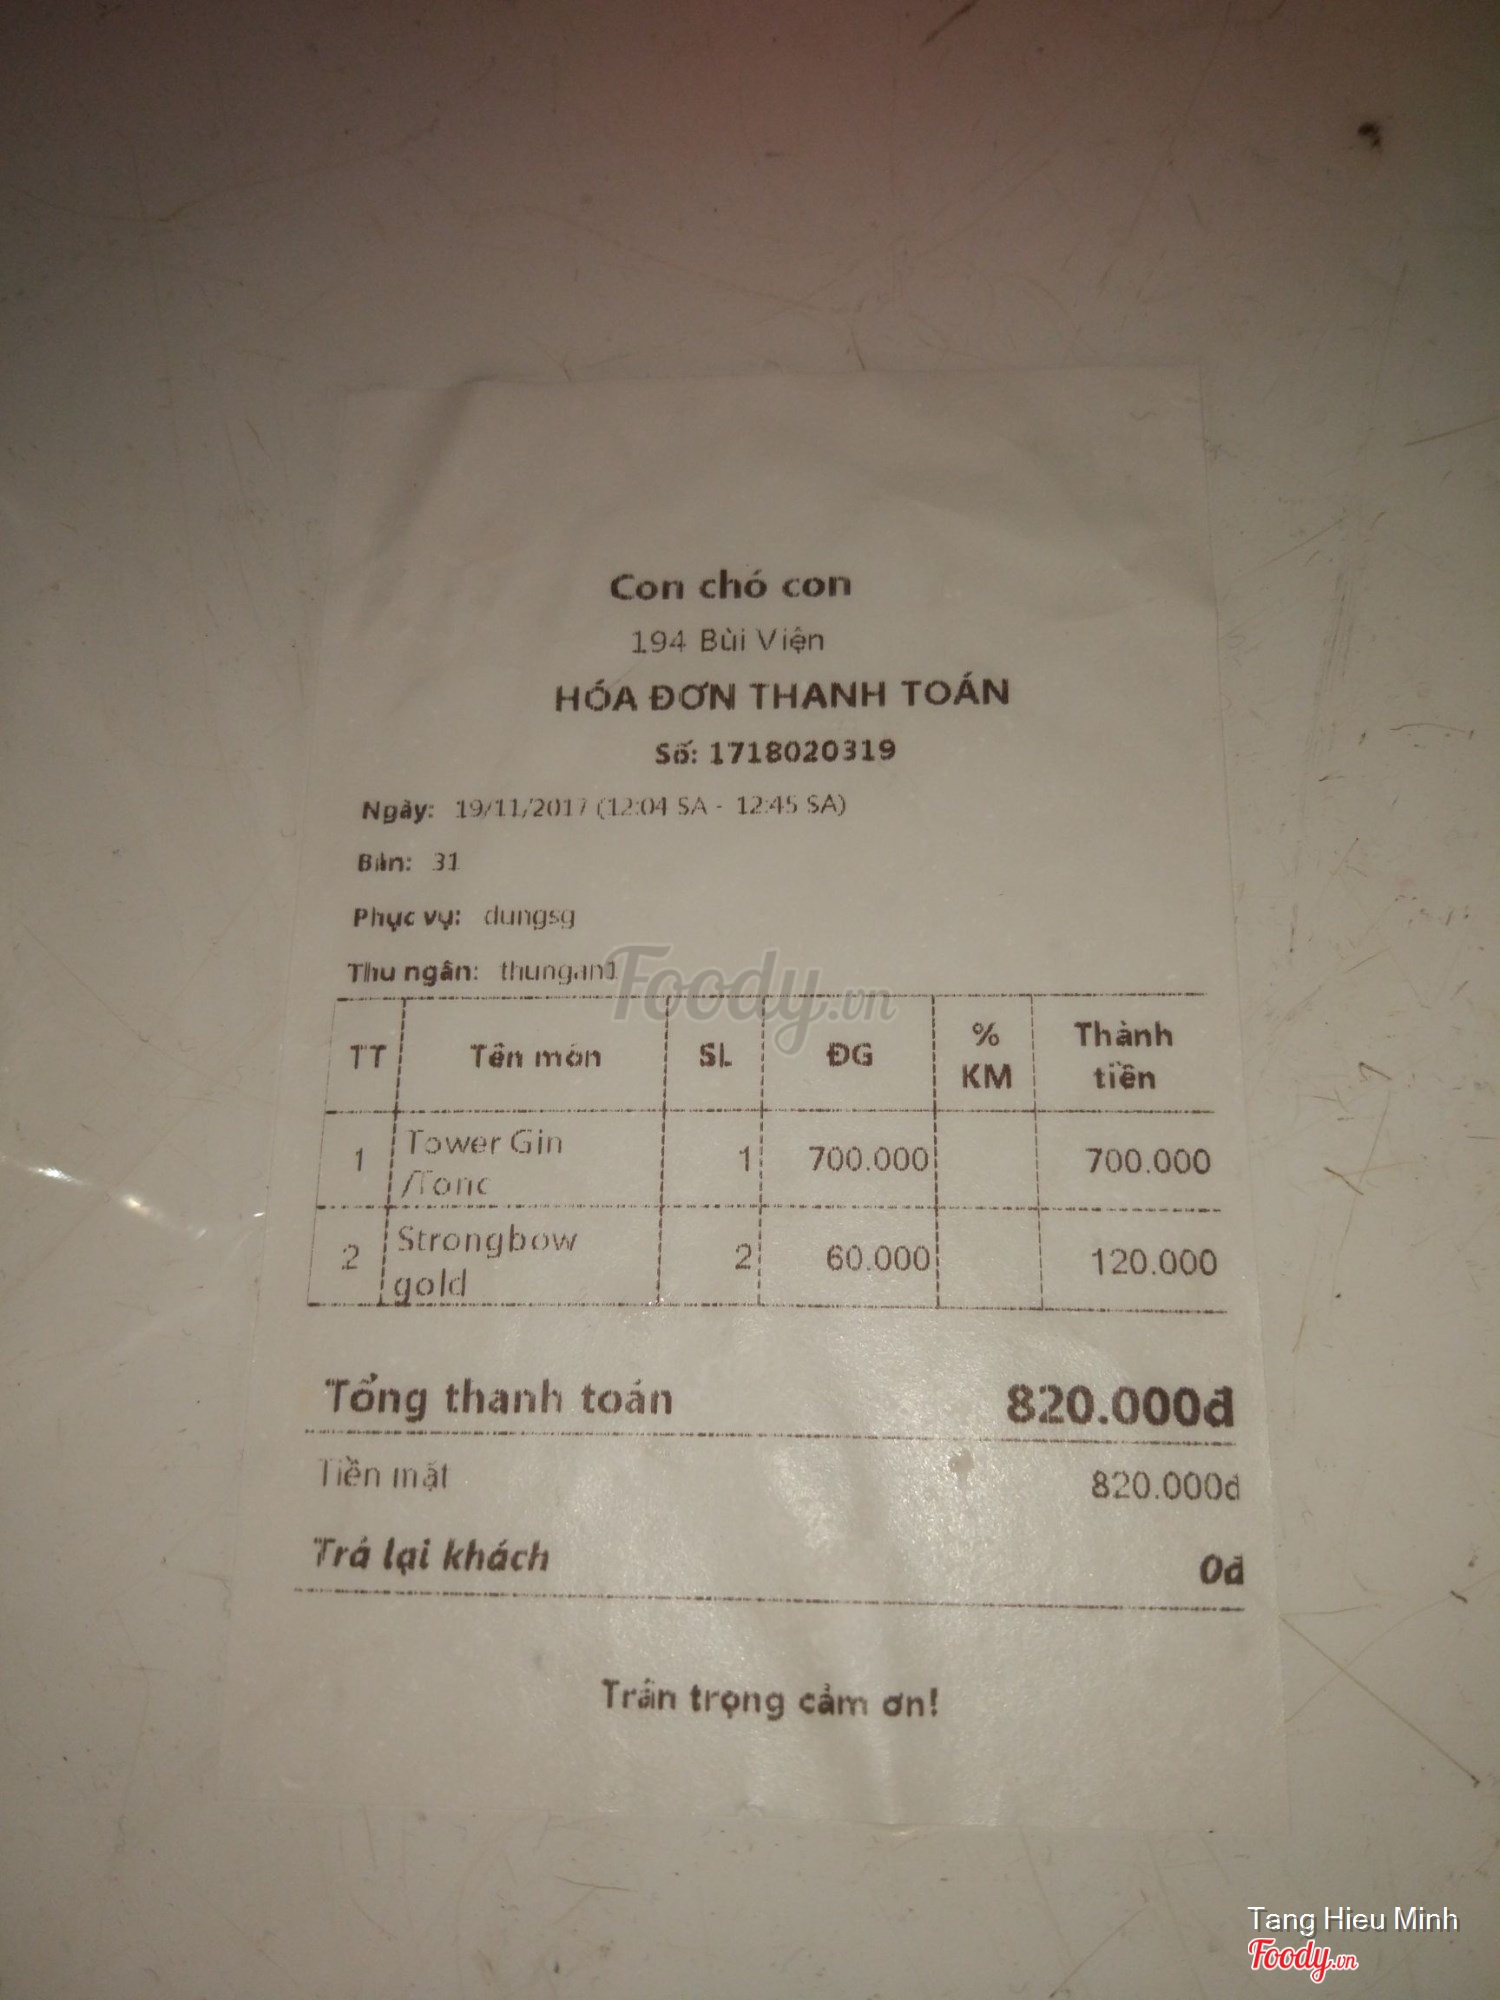 Con chó con
194 Bùi Viện
HÓA ĐƠN THANH TOÁN
Số: 1718020319
Ngày: 19/11/2017 (12:04 SA - 12:45 SA)
Bàn: 31
Phục vụ: dungsg
Thu ngân: thungan1
Foody.vn
TT Tên món SL ĐG % KM Thành tiền
1 Tower Gin 1 700.000 700.000
/Tonc
2 Strongbow 2 60.000 120.000
gold
Tổng thanh toán 820.000đ
Tiền mặt 820.000đ
Trả lại khách 0đ
Trân trọng cảm ơn!
Tang Hieu Minh
Foody.vn